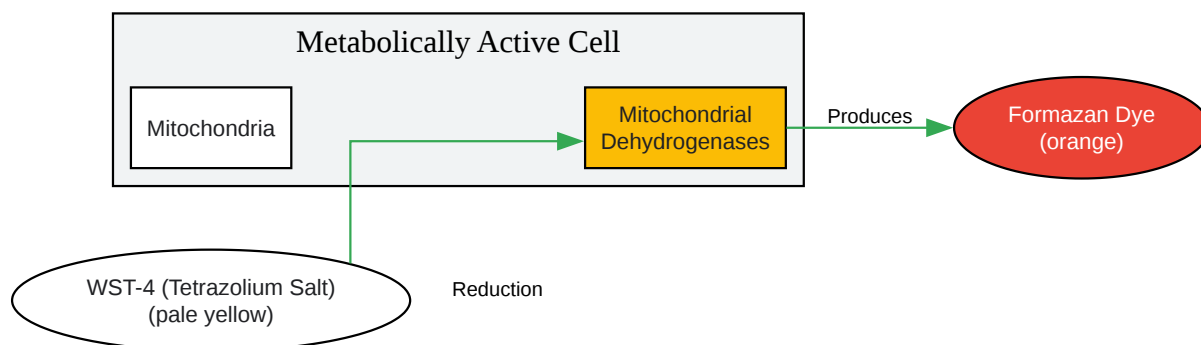 Metabolically Active Cell
Mitochondria
Mitochondrial
Dehydrogenases
Produces
Formazan Dye
(orange)
WST-4 (Tetrazolium Salt)
(pale yellow)
Reduction